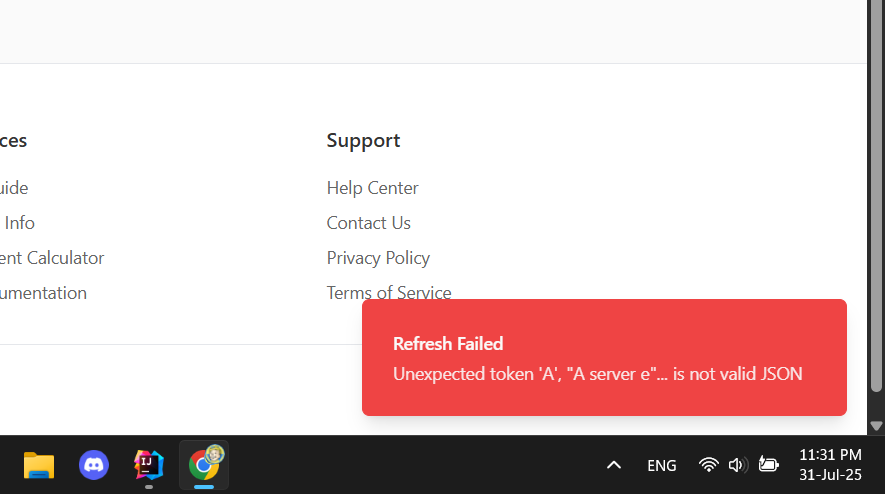 ces
uide
Info
ent Calculator
umentation
Support
Help Center
Contact Us
Privacy Policy
Terms of Service
Refresh Failed
Unexpected token 'A', "A server e"... is not valid JSON
IJ
ENG
11:31 PM
31-Jul-25